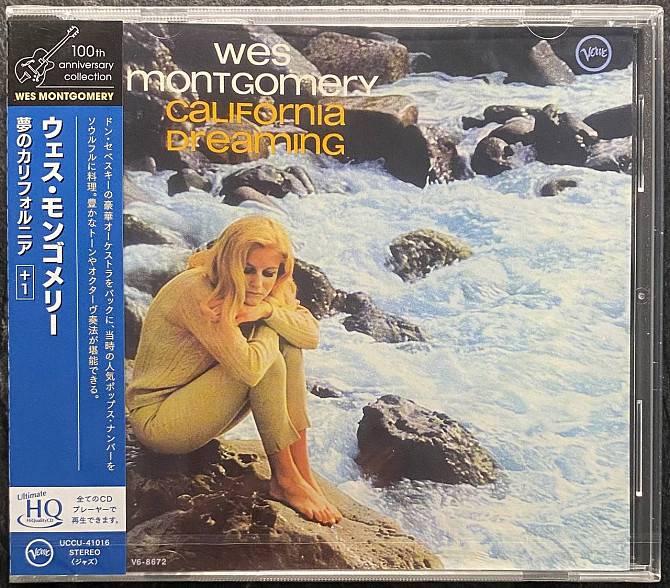 100th
anniversary
collection
WES MONTGOMERY
ウェス・モンゴメリー
夢のカリフォルニア +1
ドン・セベスキーの豪華オーケストラをバックに、当時の人気ポップス・ナンバーを
ソウルフルに料理。豊かなトーンやオクターヴ奏法が堪能できる。
Ultimate
HQ
HiQualityCD
全てのCD
プレーヤーで
再生できます。
Verve
UCCU-41016
STEREO
〈ジャズ〉
wes
montgomery
california
Dreaming
Verve
V6-8672